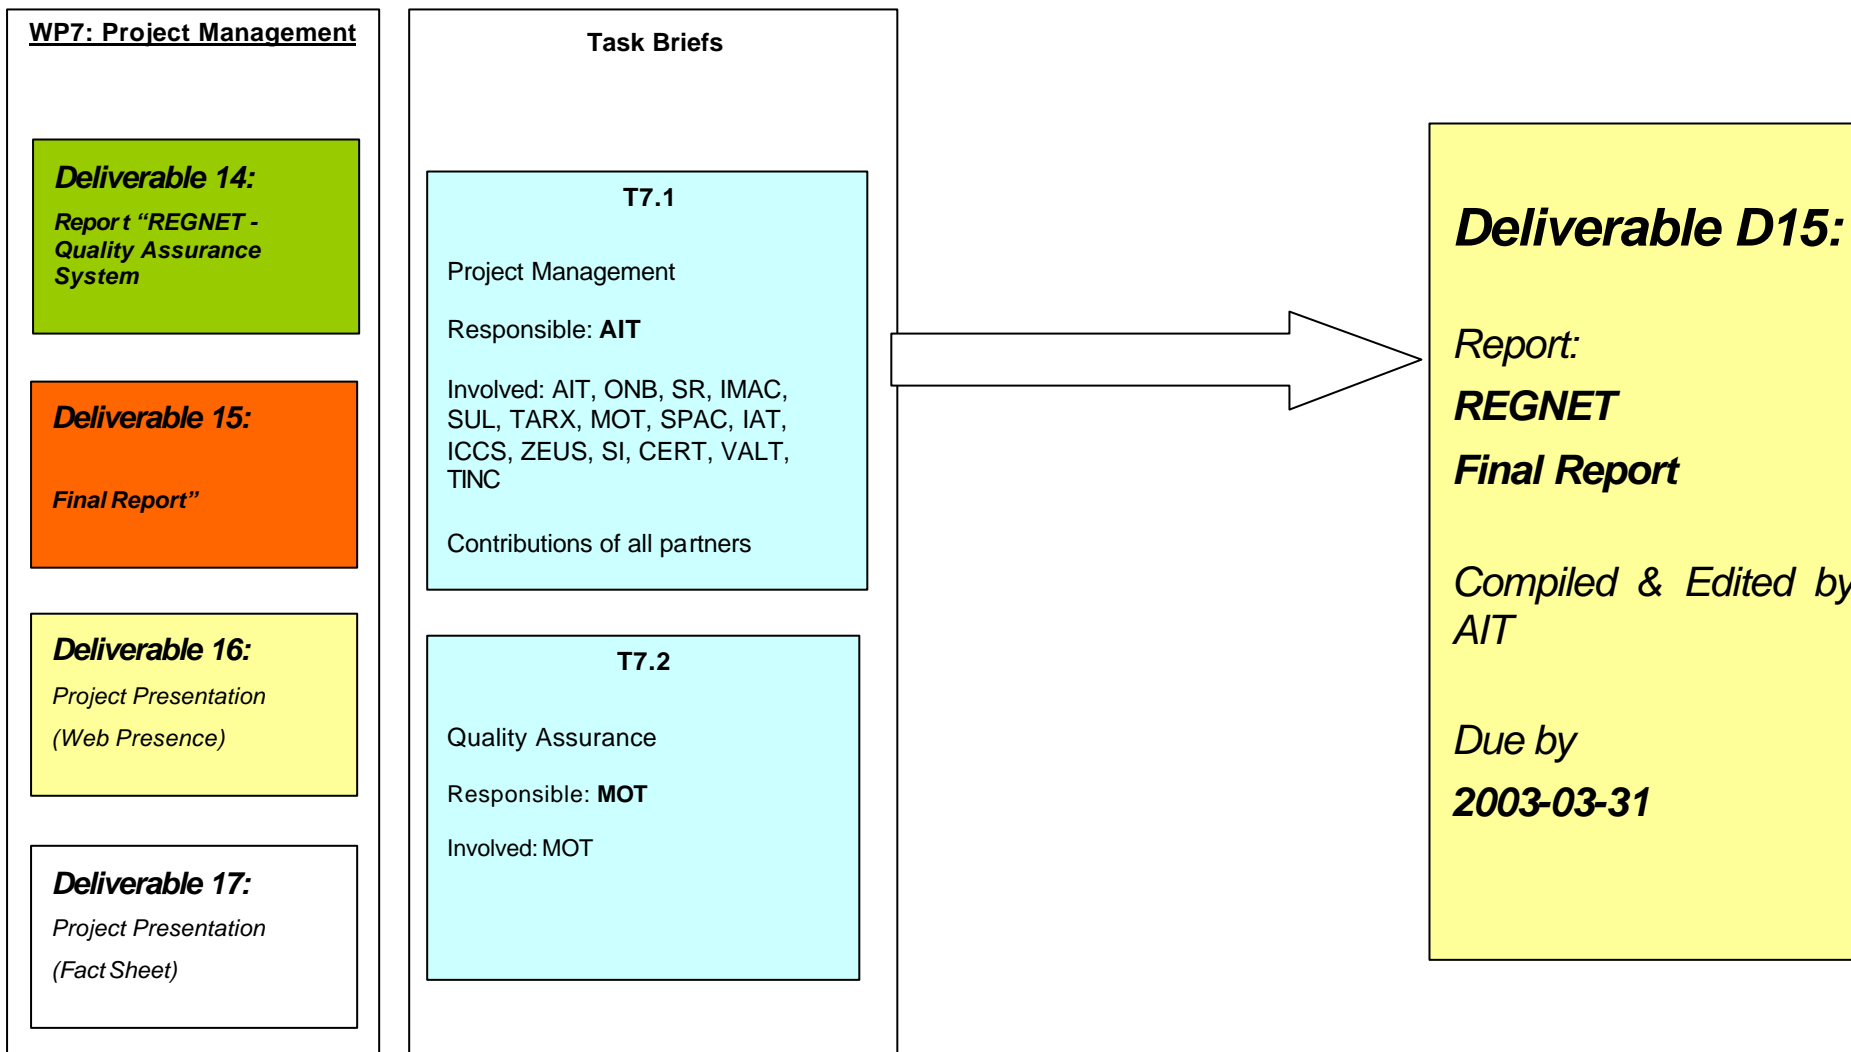 WP7: Project Management
Deliverable 14:
Report “REGNET -
Quality Assurance
System
Deliverable 15:
Final Report”
Deliverable 16:
Project Presentation
(Web Presence)
Deliverable 17:
Project Presentation
(Fact Sheet)
Task Briefs
T7.1
Project Management
Responsible: AIT
Involved: AIT, ONB, SR, IMAC,
SUL, TARX, MOT, SPAC, IAT,
ICCS, ZEUS, SI, CERT, VALT,
TINC
Contributions of all partners
T7.2
Quality Assurance
Responsible: MOT
Involved: MOT
Deliverable D15:
Report:
REGNET
Final Report
Compiled & Edited by
AIT
Due by
2003-03-31